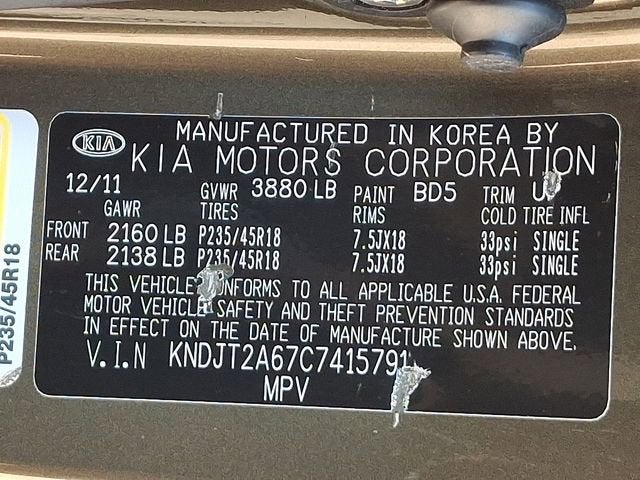 KIA
MANUFACTURED IN KOREA BY
KIA MOTORS CORPORATION
12/11 GVWR 3880 LB PAINT BD5 TRIM
GAWR TIRES RIMS COLD TIRE INFL
FRONT 2160 LB P235/45R18 7.5JX18 33psi SINGLE
REAR 2138 LB P235/45R18 7.5JX18 33psi SINGLE
THIS VEHICLE CONFORMS TO ALL APPLICABLE U.S.A. FEDERAL
MOTOR VEHICLE SAFETY AND THEFT PREVENTION STANDARDS
IN EFFECT ON THE DATE OF MANUFACTURE SHOWN ABOVE.
V.I.N KNDJT2A67C7415791
MPV
P235/45R18